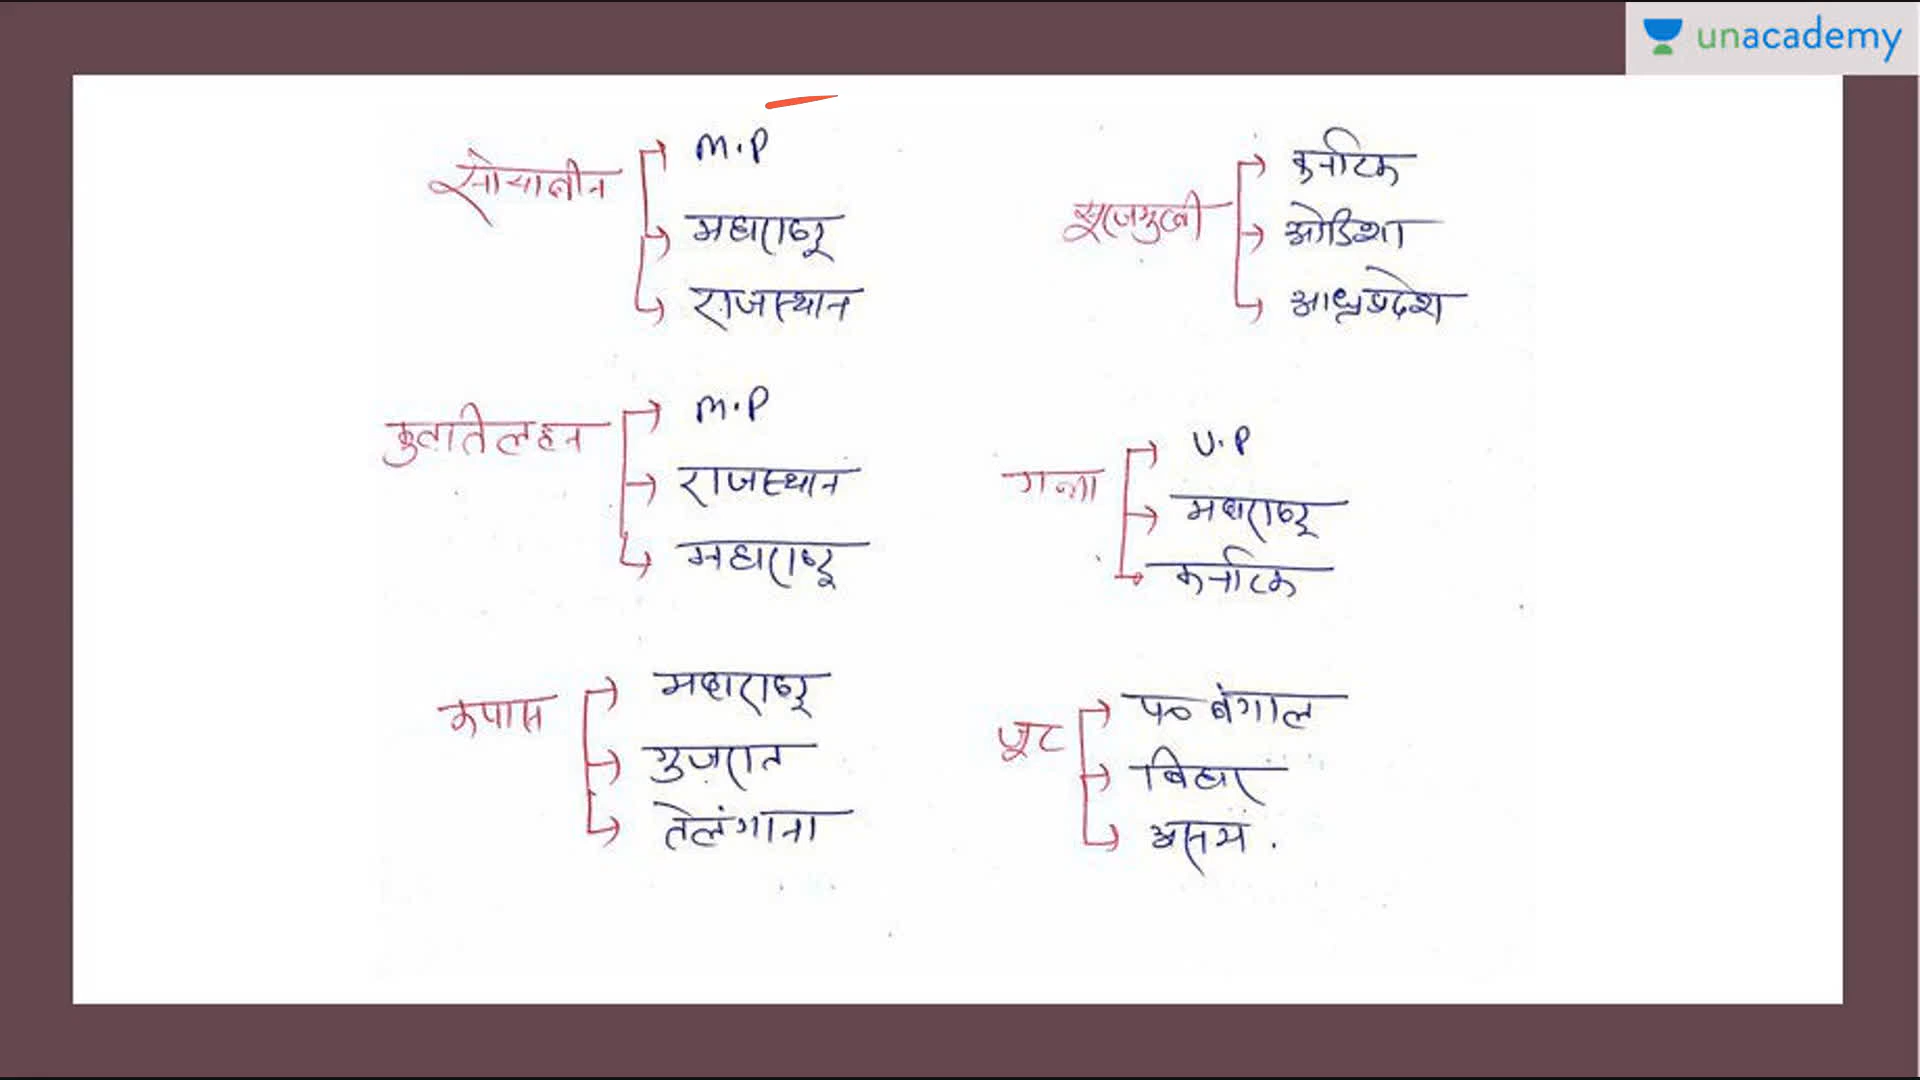 unacademy
सोयाबीन
M.P
महाराष्ट्र
राजस्थान
सूरजमुखी
कर्नाटक
ओडिशा
आंध्रप्रदेश
कुलतिलहन
M.P
राजस्थान
महाराष्ट्र
गन्ना
U.P
महाराष्ट्र
कर्नाटक
कपास
महाराष्ट्र
गुजरात
तेलंगाना
जूट
प० बंगाल
बिहार
असम.